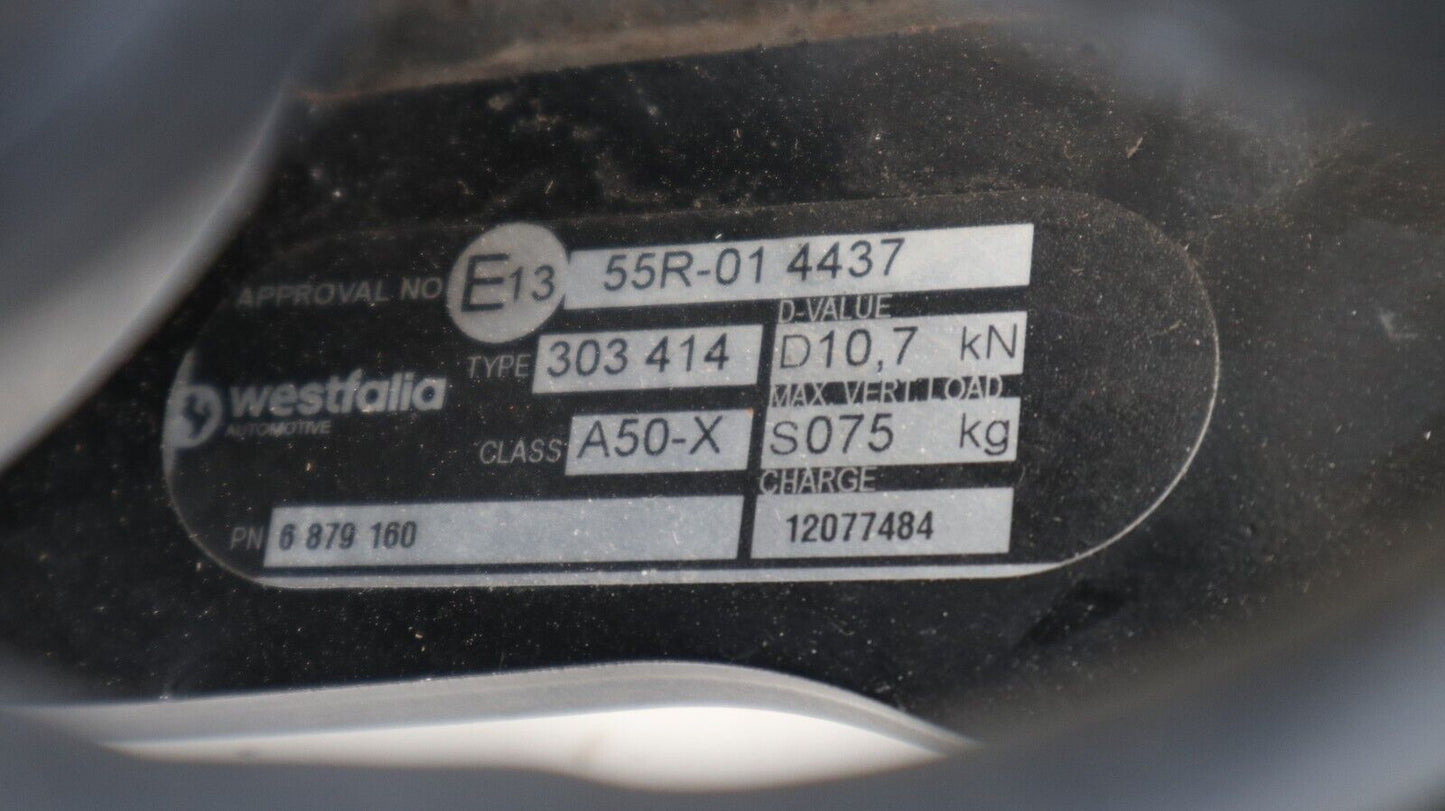 APPROVAL NO E13 55R-01 4437
D-VALUE
TYPE 303 414 D10,7 kN
westfalia
AUTOMOTIVE
MAX. VERT. LOAD
CLASS A50-X S075 kg
CHARGE
PN 6 879 160 12077484